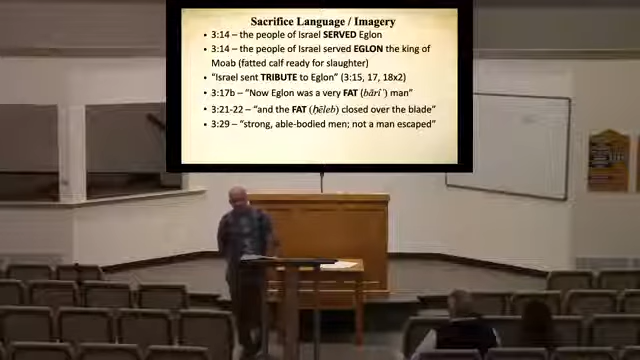 Sacrifice Language / Imagery
• 3:14 – the people of Israel SERVED Eglon
• 3:14 – the people of Israel served EGLON the king of
Moab (fatted calf ready for slaughter)
• "Israel sent TRIBUTE to Eglon" (3:15, 17, 18x2)
• 3:17b – "Now Eglon was a very FAT (bārîʾ) man"
• 3:21-22 – "and the FAT (ḥēleb) closed over the blade"
• 3:29 – "strong, able-bodied men; not a man escaped"